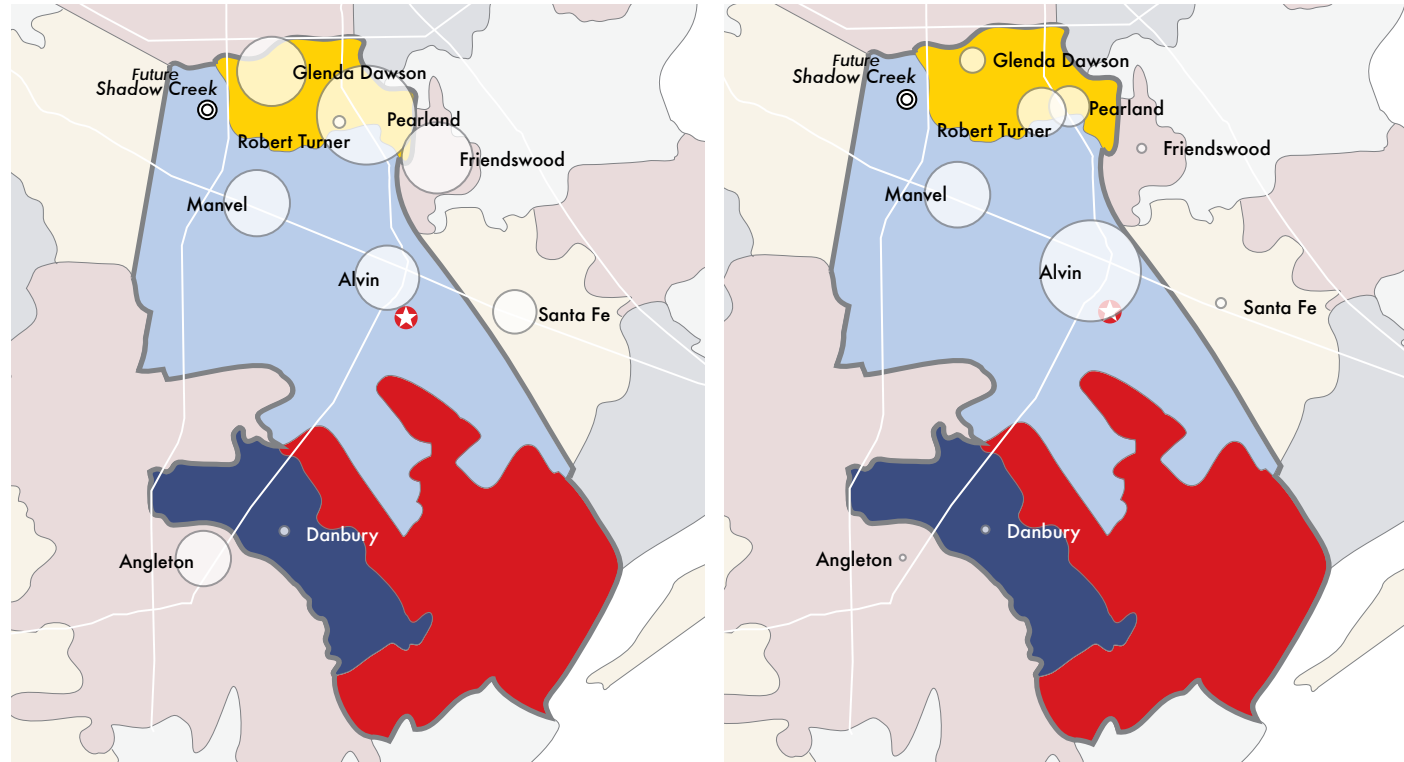 Future
Shadow Creek
Glenda Dawson
Pearland
Robert Turner
Friendswood
Manvel
Alvin
Santa Fe
Danbury
Angleton
Future
Shadow Creek
Glenda Dawson
Pearland
Robert Turner
Friendswood
Manvel
Alvin
Santa Fe
Danbury
Angleton